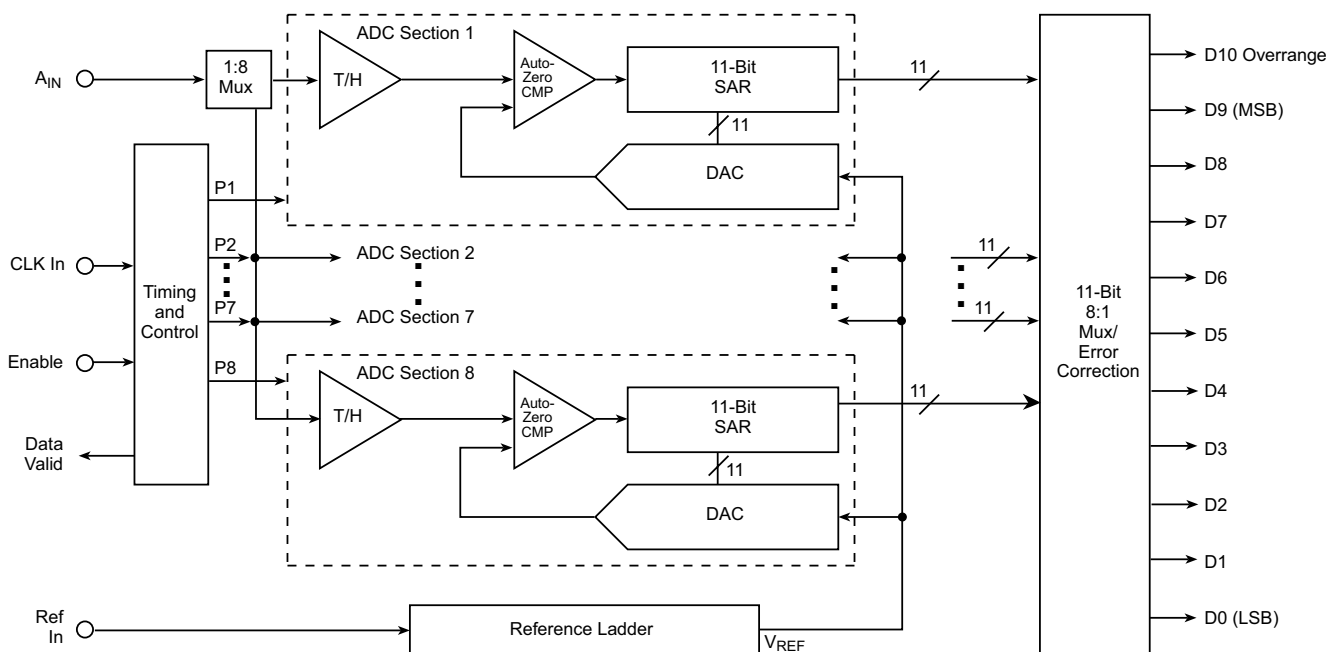 ADC Section 1
A_IN
1:8
Mux
T/H
Auto-
Zero
CMP
11-Bit
SAR
11
DAC
11
P1
P2
P7
P8
CLK In
Enable
Data
Valid
Timing
and
Control
ADC Section 2
ADC Section 7
11
11
ADC Section 8
T/H
Auto-
Zero
CMP
11-Bit
SAR
11
DAC
11
Ref
In
Reference Ladder
V_REF
11-Bit
8:1
Mux/
Error
Correction
D10 Overrange
D9 (MSB)
D8
D7
D6
D5
D4
D3
D2
D1
D0 (LSB)